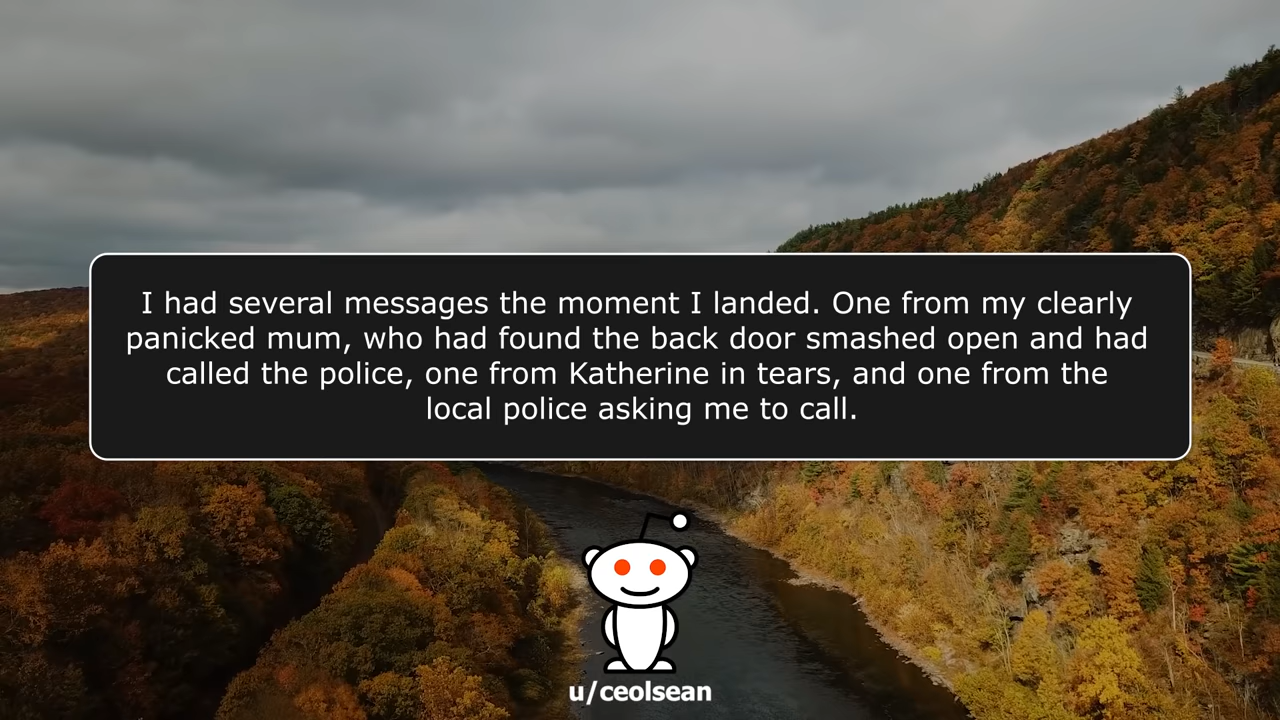 I had several messages the moment I landed. One from my clearly
panicked mum, who had found the back door smashed open and had
called the police, one from Katherine in tears, and one from the
local police asking me to call.
u/ceolsean